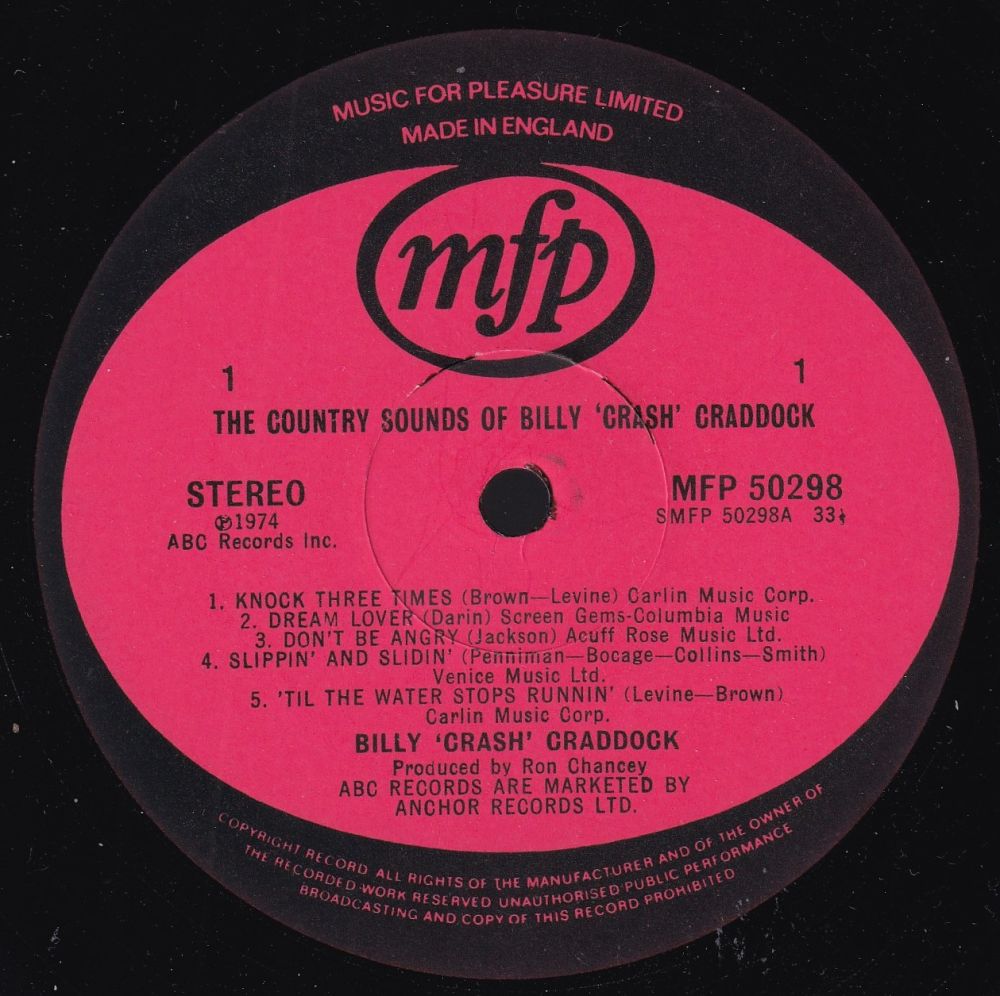 MUSIC FOR PLEASURE LIMITED
MADE IN ENGLAND
mfp
1 1
THE COUNTRY SOUNDS OF BILLY 'CRASH' CRADDOCK
STEREO MFP 50298
℗1974 SMFP 50298A 33⅓
ABC Records Inc.
1. KNOCK THREE TIMES (Brown—Levine) Carlin Music Corp.
2. DREAM LOVER (Darin) Screen Gems-Columbia Music
3. DON'T BE ANGRY (Jackson) Acuff Rose Music Ltd.
4. SLIPPIN' AND SLIDIN' (Penniman—Bocage—Collins—Smith)
Venice Music Ltd.
5. 'TIL THE WATER STOPS RUNNIN' (Levine—Brown)
Carlin Music Corp.
BILLY 'CRASH' CRADDOCK
Produced by Ron Chancey
ABC RECORDS ARE MARKETED BY
ANCHOR RECORDS LTD.
COPYRIGHT RECORD ALL RIGHTS OF THE MANUFACTURER AND OF THE OWNER OF
THE RECORDED WORK RESERVED UNAUTHORISED PUBLIC PERFORMANCE
BROADCASTING AND COPY OF THIS RECORD PROHIBITED